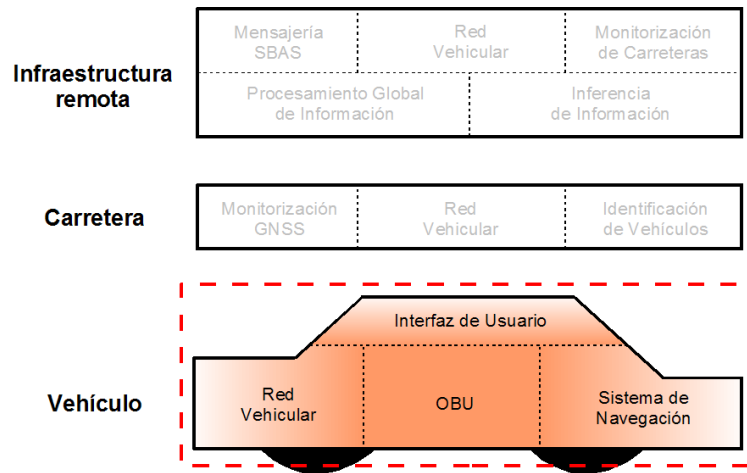 Infraestructura
remota
Mensajería
SBAS
Red
Vehicular
Monitorización
de Carreteras
Procesamiento Global
de Información
Inferencia
de Información
Carretera
Monitorización
GNSS
Red
Vehicular
Identificación
de Vehículos
Vehículo
Interfaz de Usuario
Red
Vehicular
OBU
Sistema de
Navegación